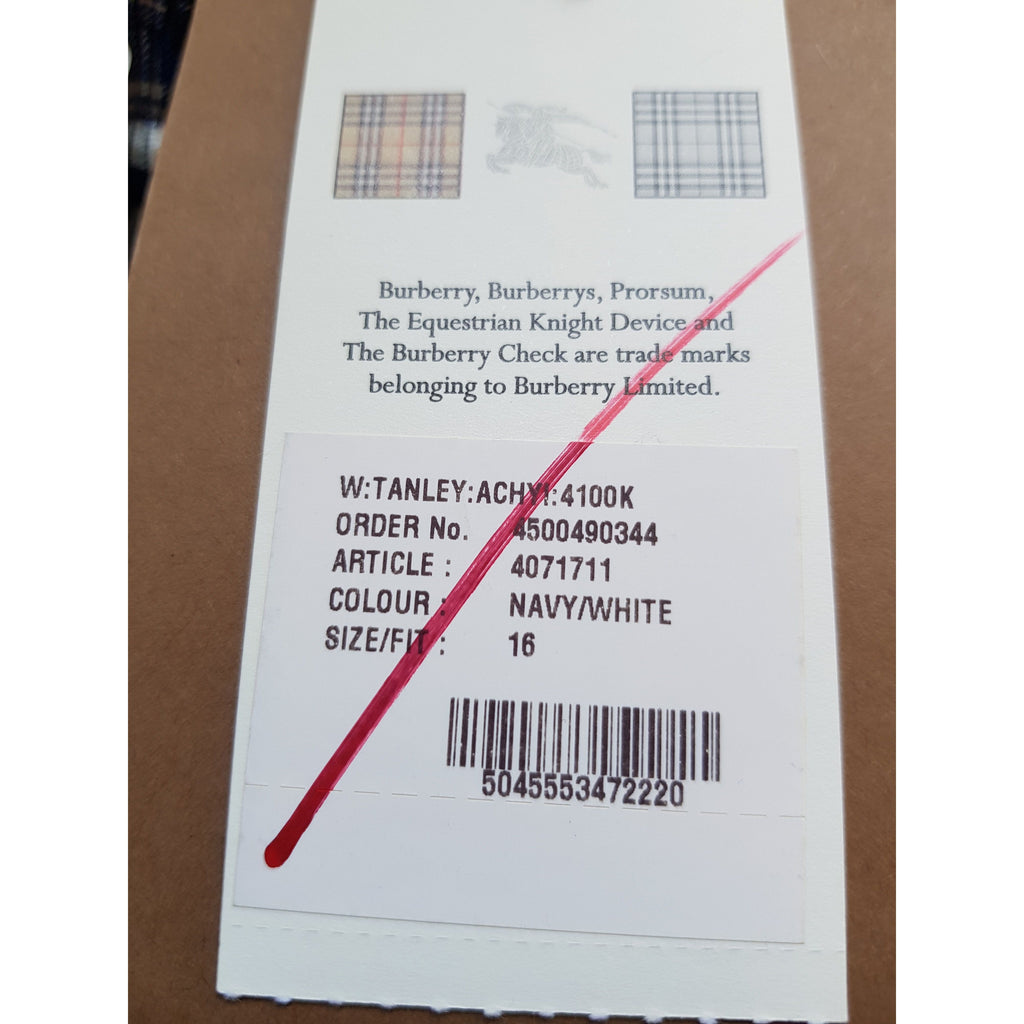 Burberry, Burberrys, Prorsum,
The Equestrian Knight Device and
The Burberry Check are trade marks
belonging to Burberry Limited.
W:TANLEY:ACHYI:4100K
ORDER No. 4500490344
ARTICLE : 4071711
COLOUR : NAVY/WHITE
SIZE/FIT : 16
5045553472220